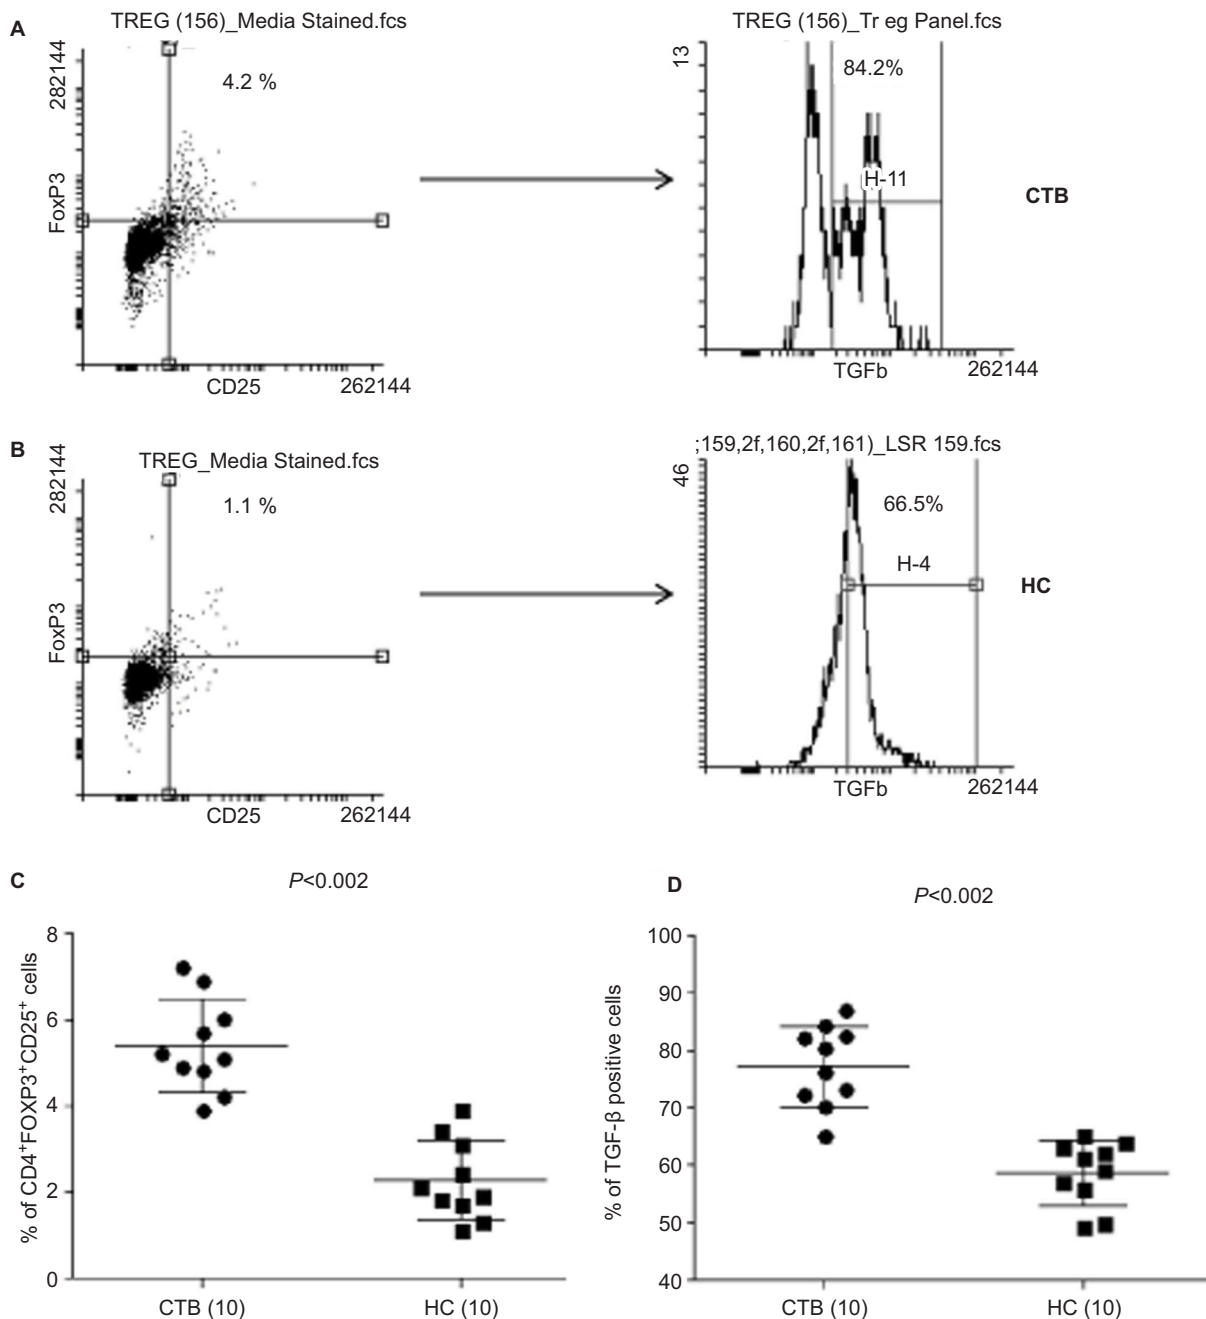 A
TREG (156)_Media Stained.fcs
282144
FoxP3
4.2 %
CD25
262144
TREG (156)_Tr eg Panel.fcs
13
84.2%
H-11
TGFb
262144
CTB
B
TREG_Media Stained.fcs
282144
FoxP3
1.1 %
CD25
262144
;159,2f,160,2f,161)_LSR 159.fcs
46
66.5%
H-4
TGFb
262144
HC
C
P<0.002
% of CD4⁺FOXP3⁺CD25⁺ cells
8
6
4
2
0
CTB (10)
HC (10)
D
P<0.002
% of TGF-β positive cells
100
90
80
70
60
50
40
CTB (10)
HC (10)